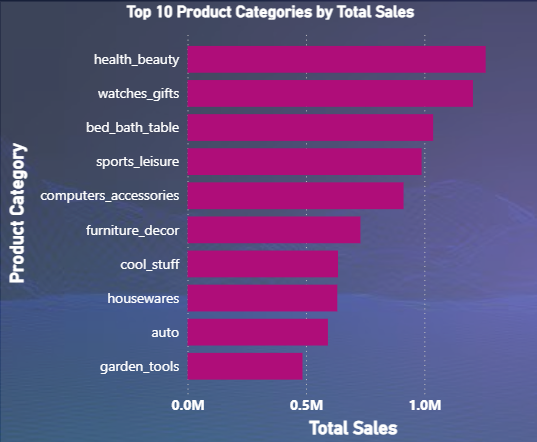 Top 10 Product Categories by Total Sales
Product Category
health_beauty
watches_gifts
bed_bath_table
sports_leisure
computers_accessories
furniture_decor
cool_stuff
housewares
auto
garden_tools
0.0M 0.5M 1.0M
Total Sales